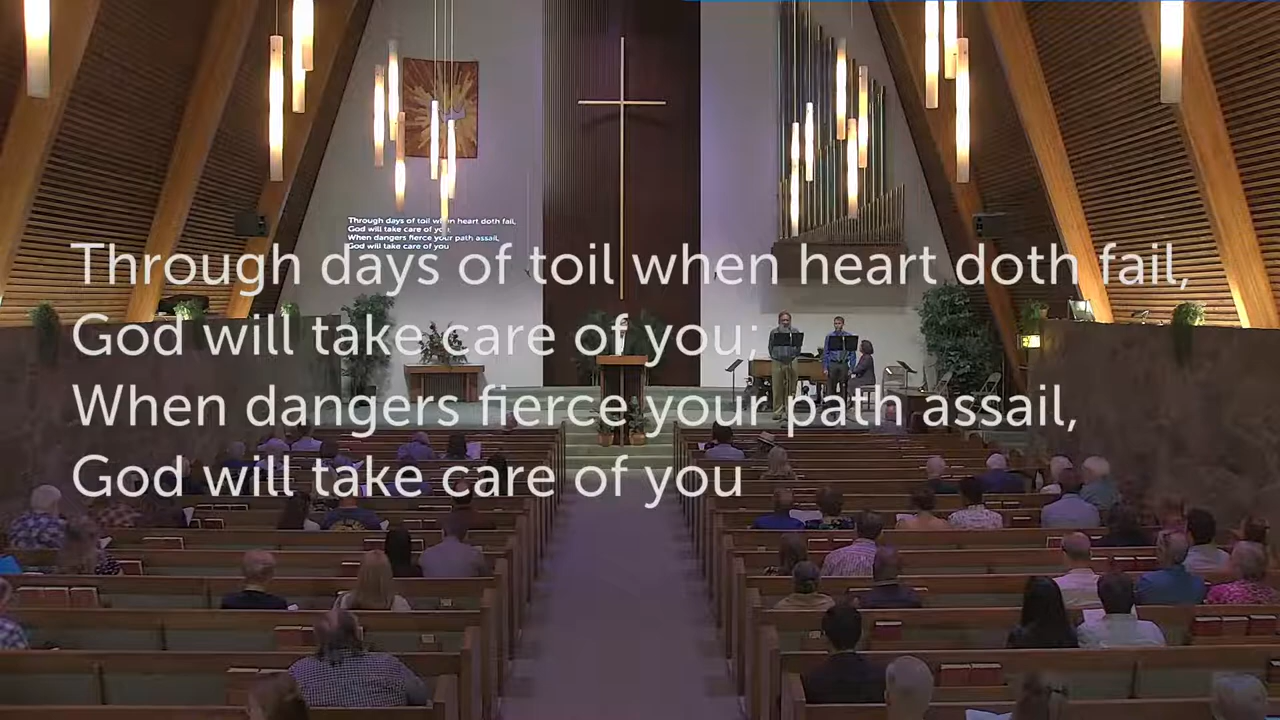 Through days of toil when heart doth fail,
God will take care of you;
When dangers fierce your path assail,
God will take care of you
Through days of toil when heart doth fail,
God will take care of you;
When dangers fierce your path assail,
God will take care of you